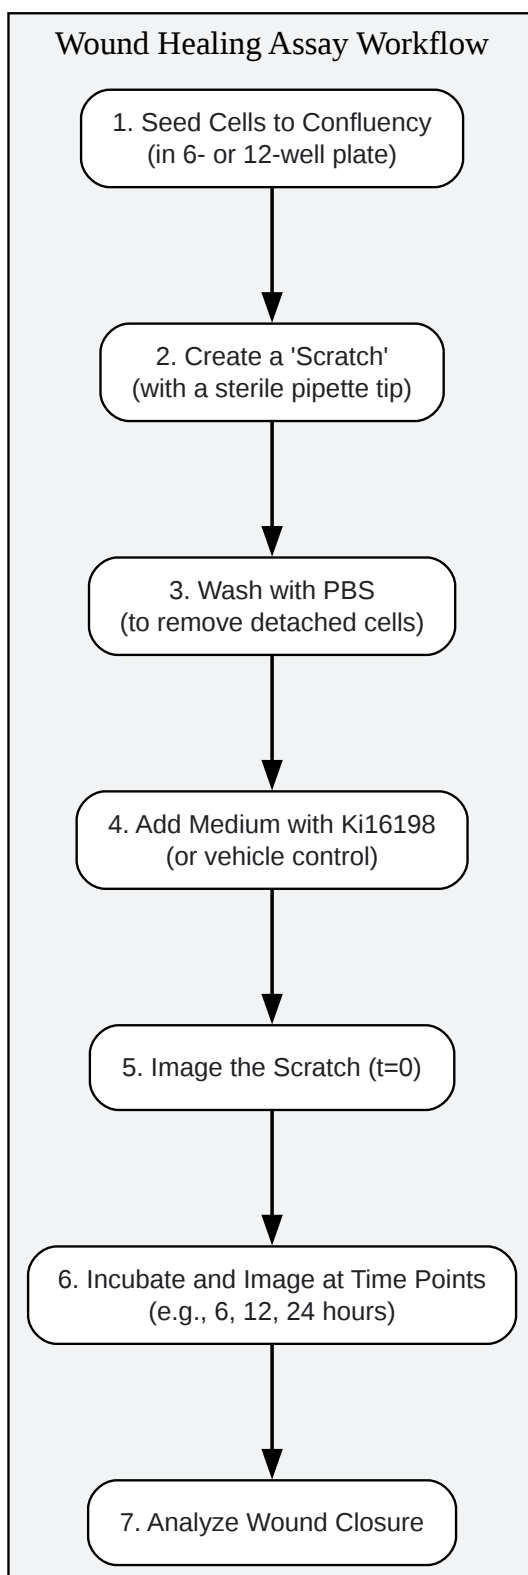 Wound Healing Assay Workflow
1. Seed Cells to Confluency
(in 6- or 12-well plate)
2. Create a 'Scratch'
(with a sterile pipette tip)
3. Wash with PBS
(to remove detached cells)
4. Add Medium with Ki16198
(or vehicle control)
5. Image the Scratch (t=0)
6. Incubate and Image at Time Points
(e.g., 6, 12, 24 hours)
7. Analyze Wound Closure